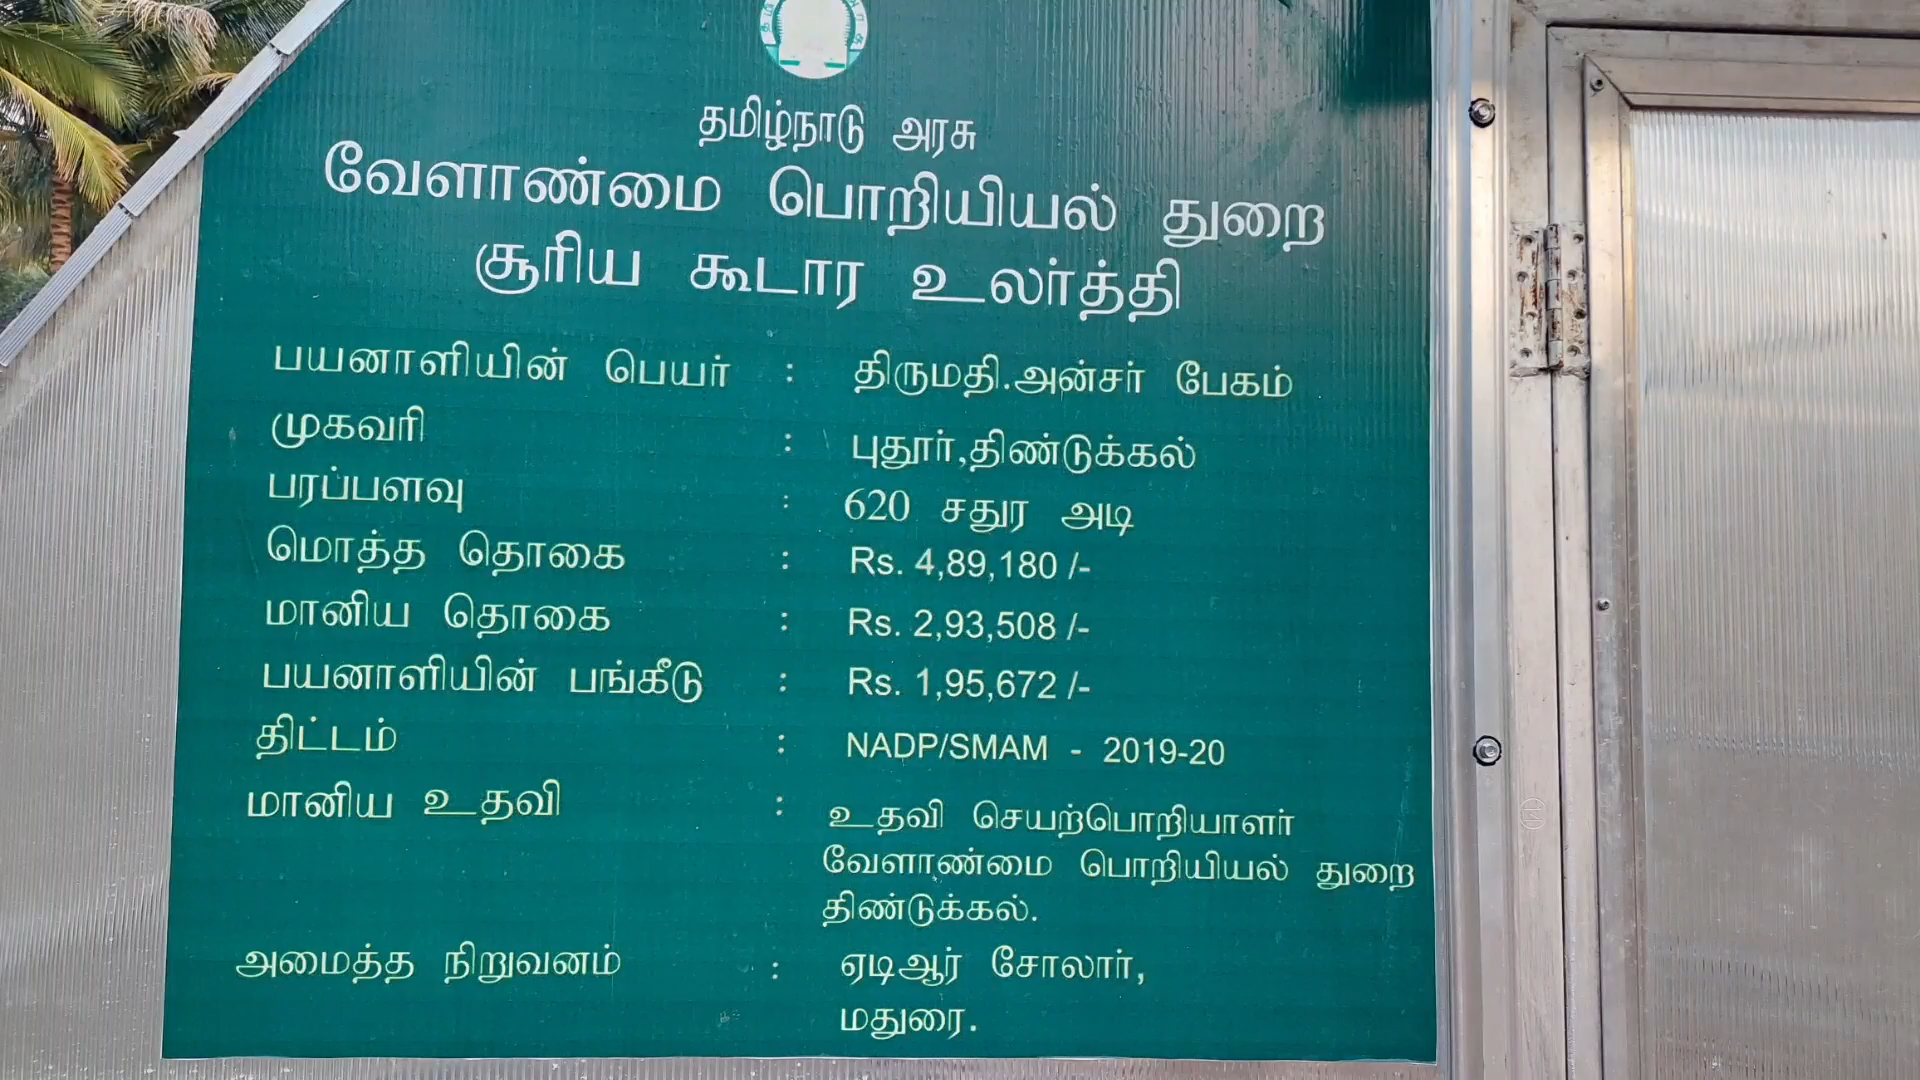 தமிழ்நாடு அரசு
வேளாண்மை பொறியியல் துறை
சூரிய கூடார உலர்த்தி
பயனாளியின் பெயர் : திருமதி.அன்சர் பேகம்
முகவரி : புதூர்,திண்டுக்கல்
பரப்பளவு : 620 சதுர அடி
மொத்த தொகை : Rs. 4,89,180 /-
மானிய தொகை : Rs. 2,93,508 /-
பயனாளியின் பங்கீடு : Rs. 1,95,672 /-
திட்டம் : NADP/SMAM - 2019-20
மானிய உதவி : உதவி செயற்பொறியாளர்
வேளாண்மை பொறியியல் துறை
திண்டுக்கல்.
அமைத்த நிறுவனம் : ஏடிஆர் சோலார்,
மதுரை.